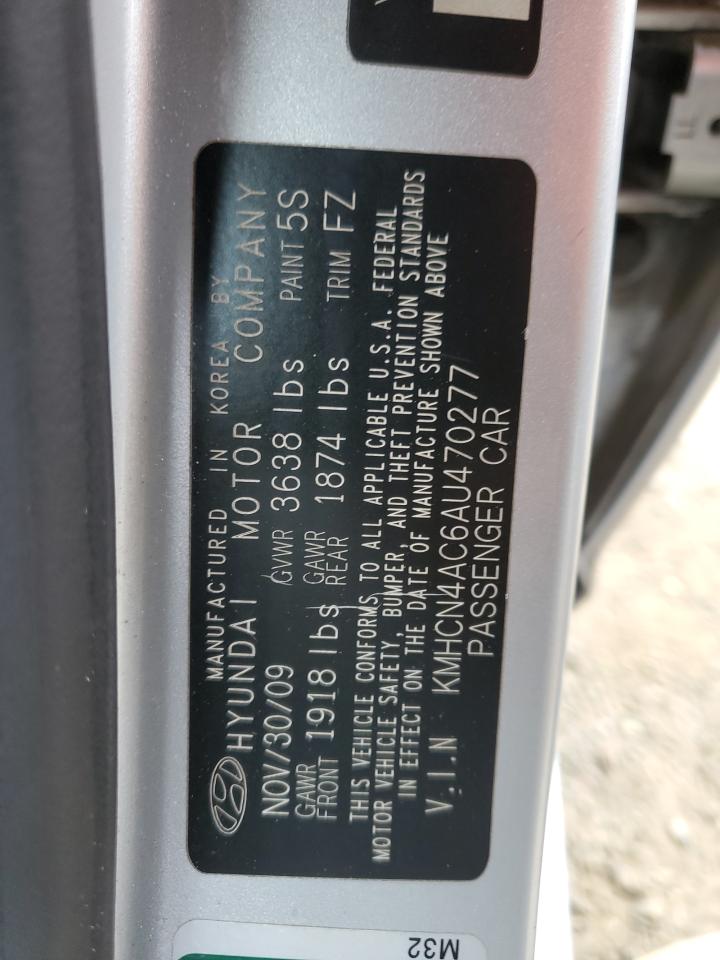 MANUFACTURED IN KOREA BY
HYUNDAI MOTOR COMPANY
NOV/30/09 GVWR 3638 lbs PAINT 5S
GAWR FRONT 1918 lbs GAWR REAR 1874 lbs TRIM FZ
THIS VEHICLE CONFORMS TO ALL APPLICABLE U.S.A. FEDERAL
MOTOR VEHICLE SAFETY, BUMPER, AND THEFT PREVENTION STANDARDS
IN EFFECT ON THE DATE OF MANUFACTURE SHOWN ABOVE
V.I.N KMHCN4AC6AU470277
PASSENGER CAR
M32